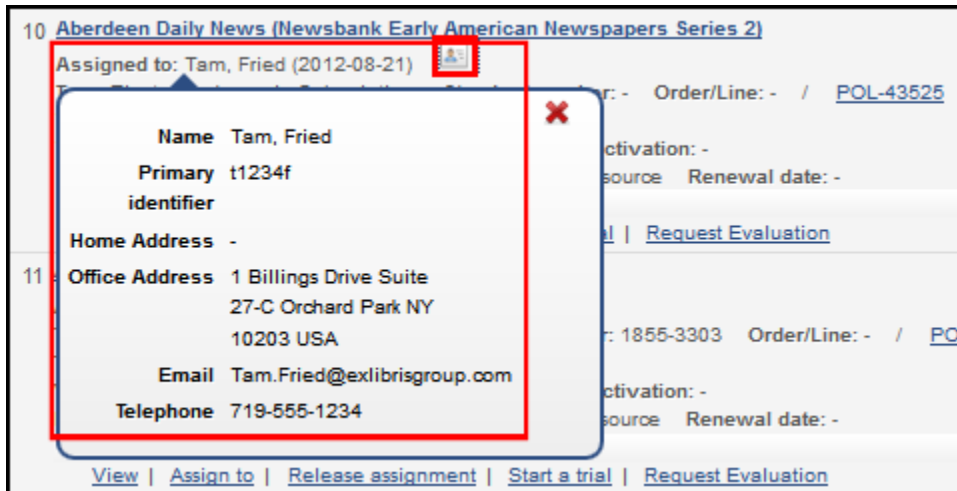 10 Aberdeen Daily News (Newsbank Early American Newspapers Series 2)
Assigned to: Tam, Fried (2012-08-21)
r: - Order/Line: - / POL-43525
Name Tam, Fried
ctivation: -
Primary t1234f
source Renewal date: -
identifier
Home Address -
l | Request Evaluation
11 Office Address 1 Billings Drive Suite
27-C Orchard Park NY
10203 USA
r: 1855-3303 Order/Line: - / PO
Email Tam.Fried@exlibrisgroup.com
ctivation: -
Telephone 719-555-1234
source Renewal date: -
View | Assign to | Release assignment | Start a trial | Request Evaluation